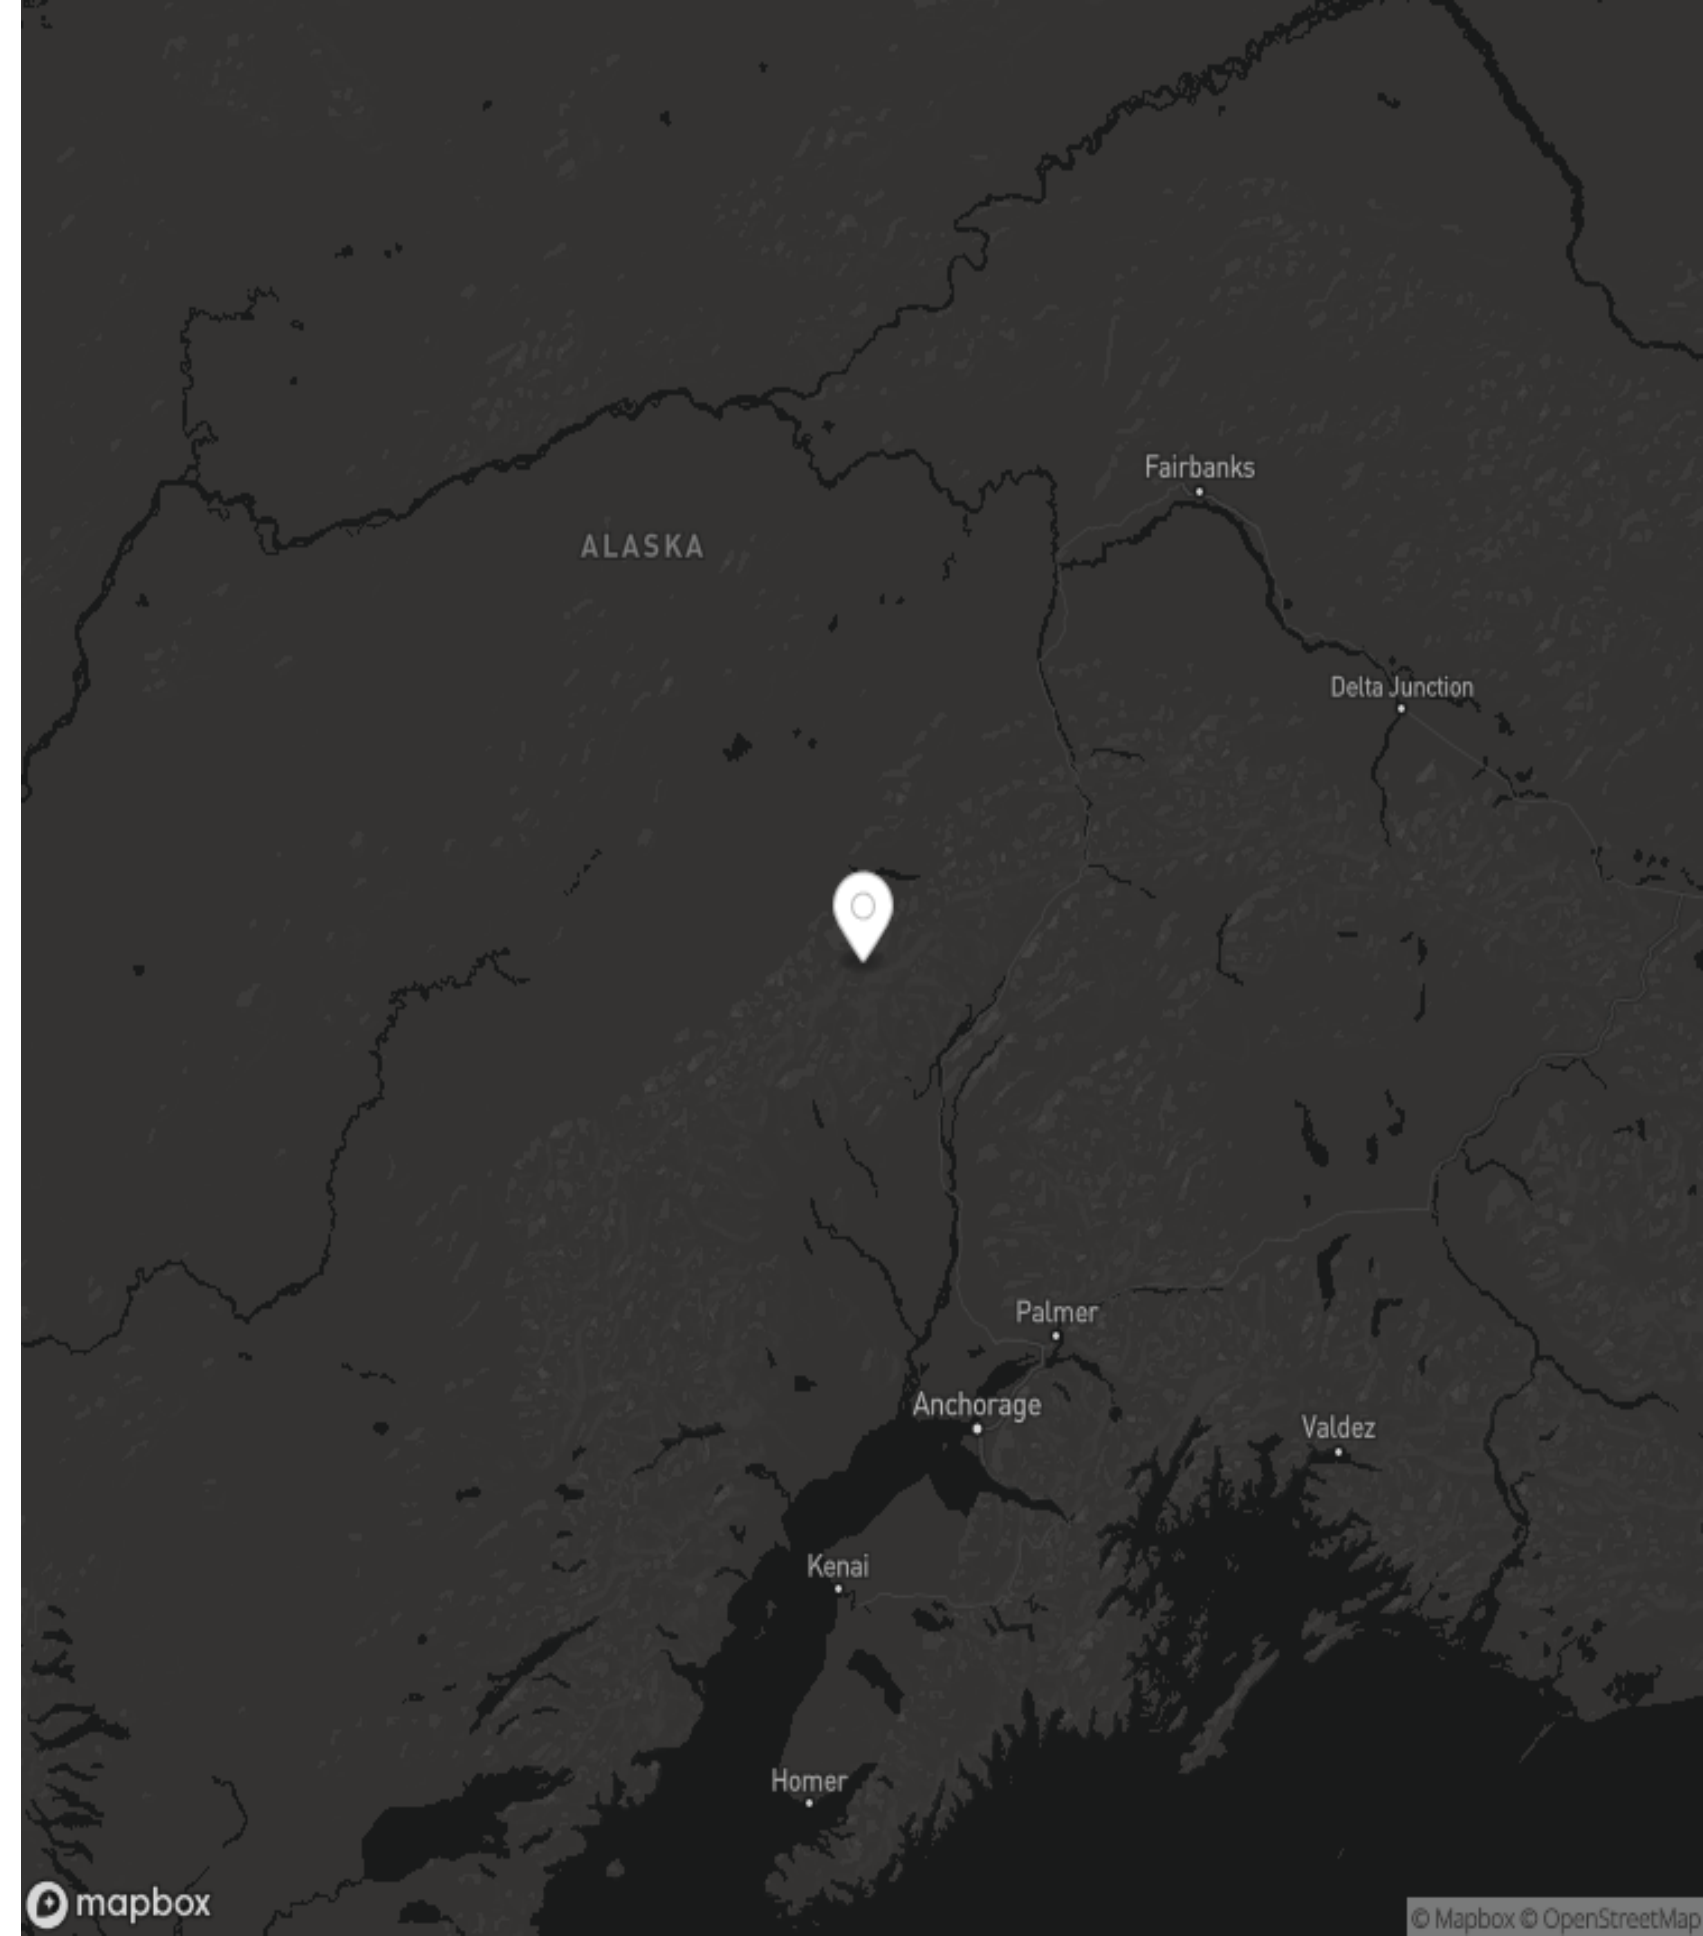 Fairbanks
ALASKA
Delta Junction
Palmer
Anchorage
Valdez
Kenai
Homer
mapbox
© Mapbox © OpenStreetMap